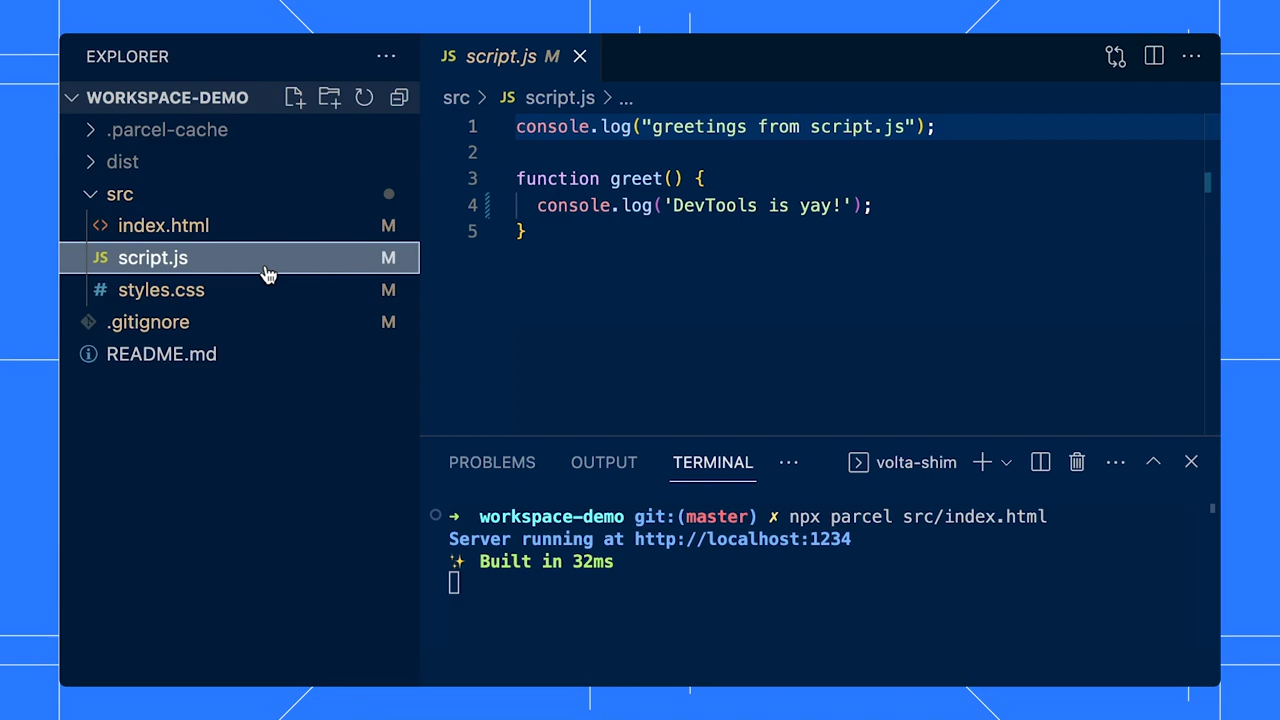 EXPLORER ...
WORKSPACE-DEMO
.parcel-cache
dist
src
index.html M
JS script.js M
# styles.css M
.gitignore M
README.md
JS script.js M
src > JS script.js > ...
1 console.log("greetings from script.js");
2
3 function greet() {
4 console.log('DevTools is yay!');
5 }
PROBLEMS OUTPUT TERMINAL ... volta-shim
→ workspace-demo git:(master) ✗ npx parcel src/index.html
Server running at http://localhost:1234
✨ Built in 32ms